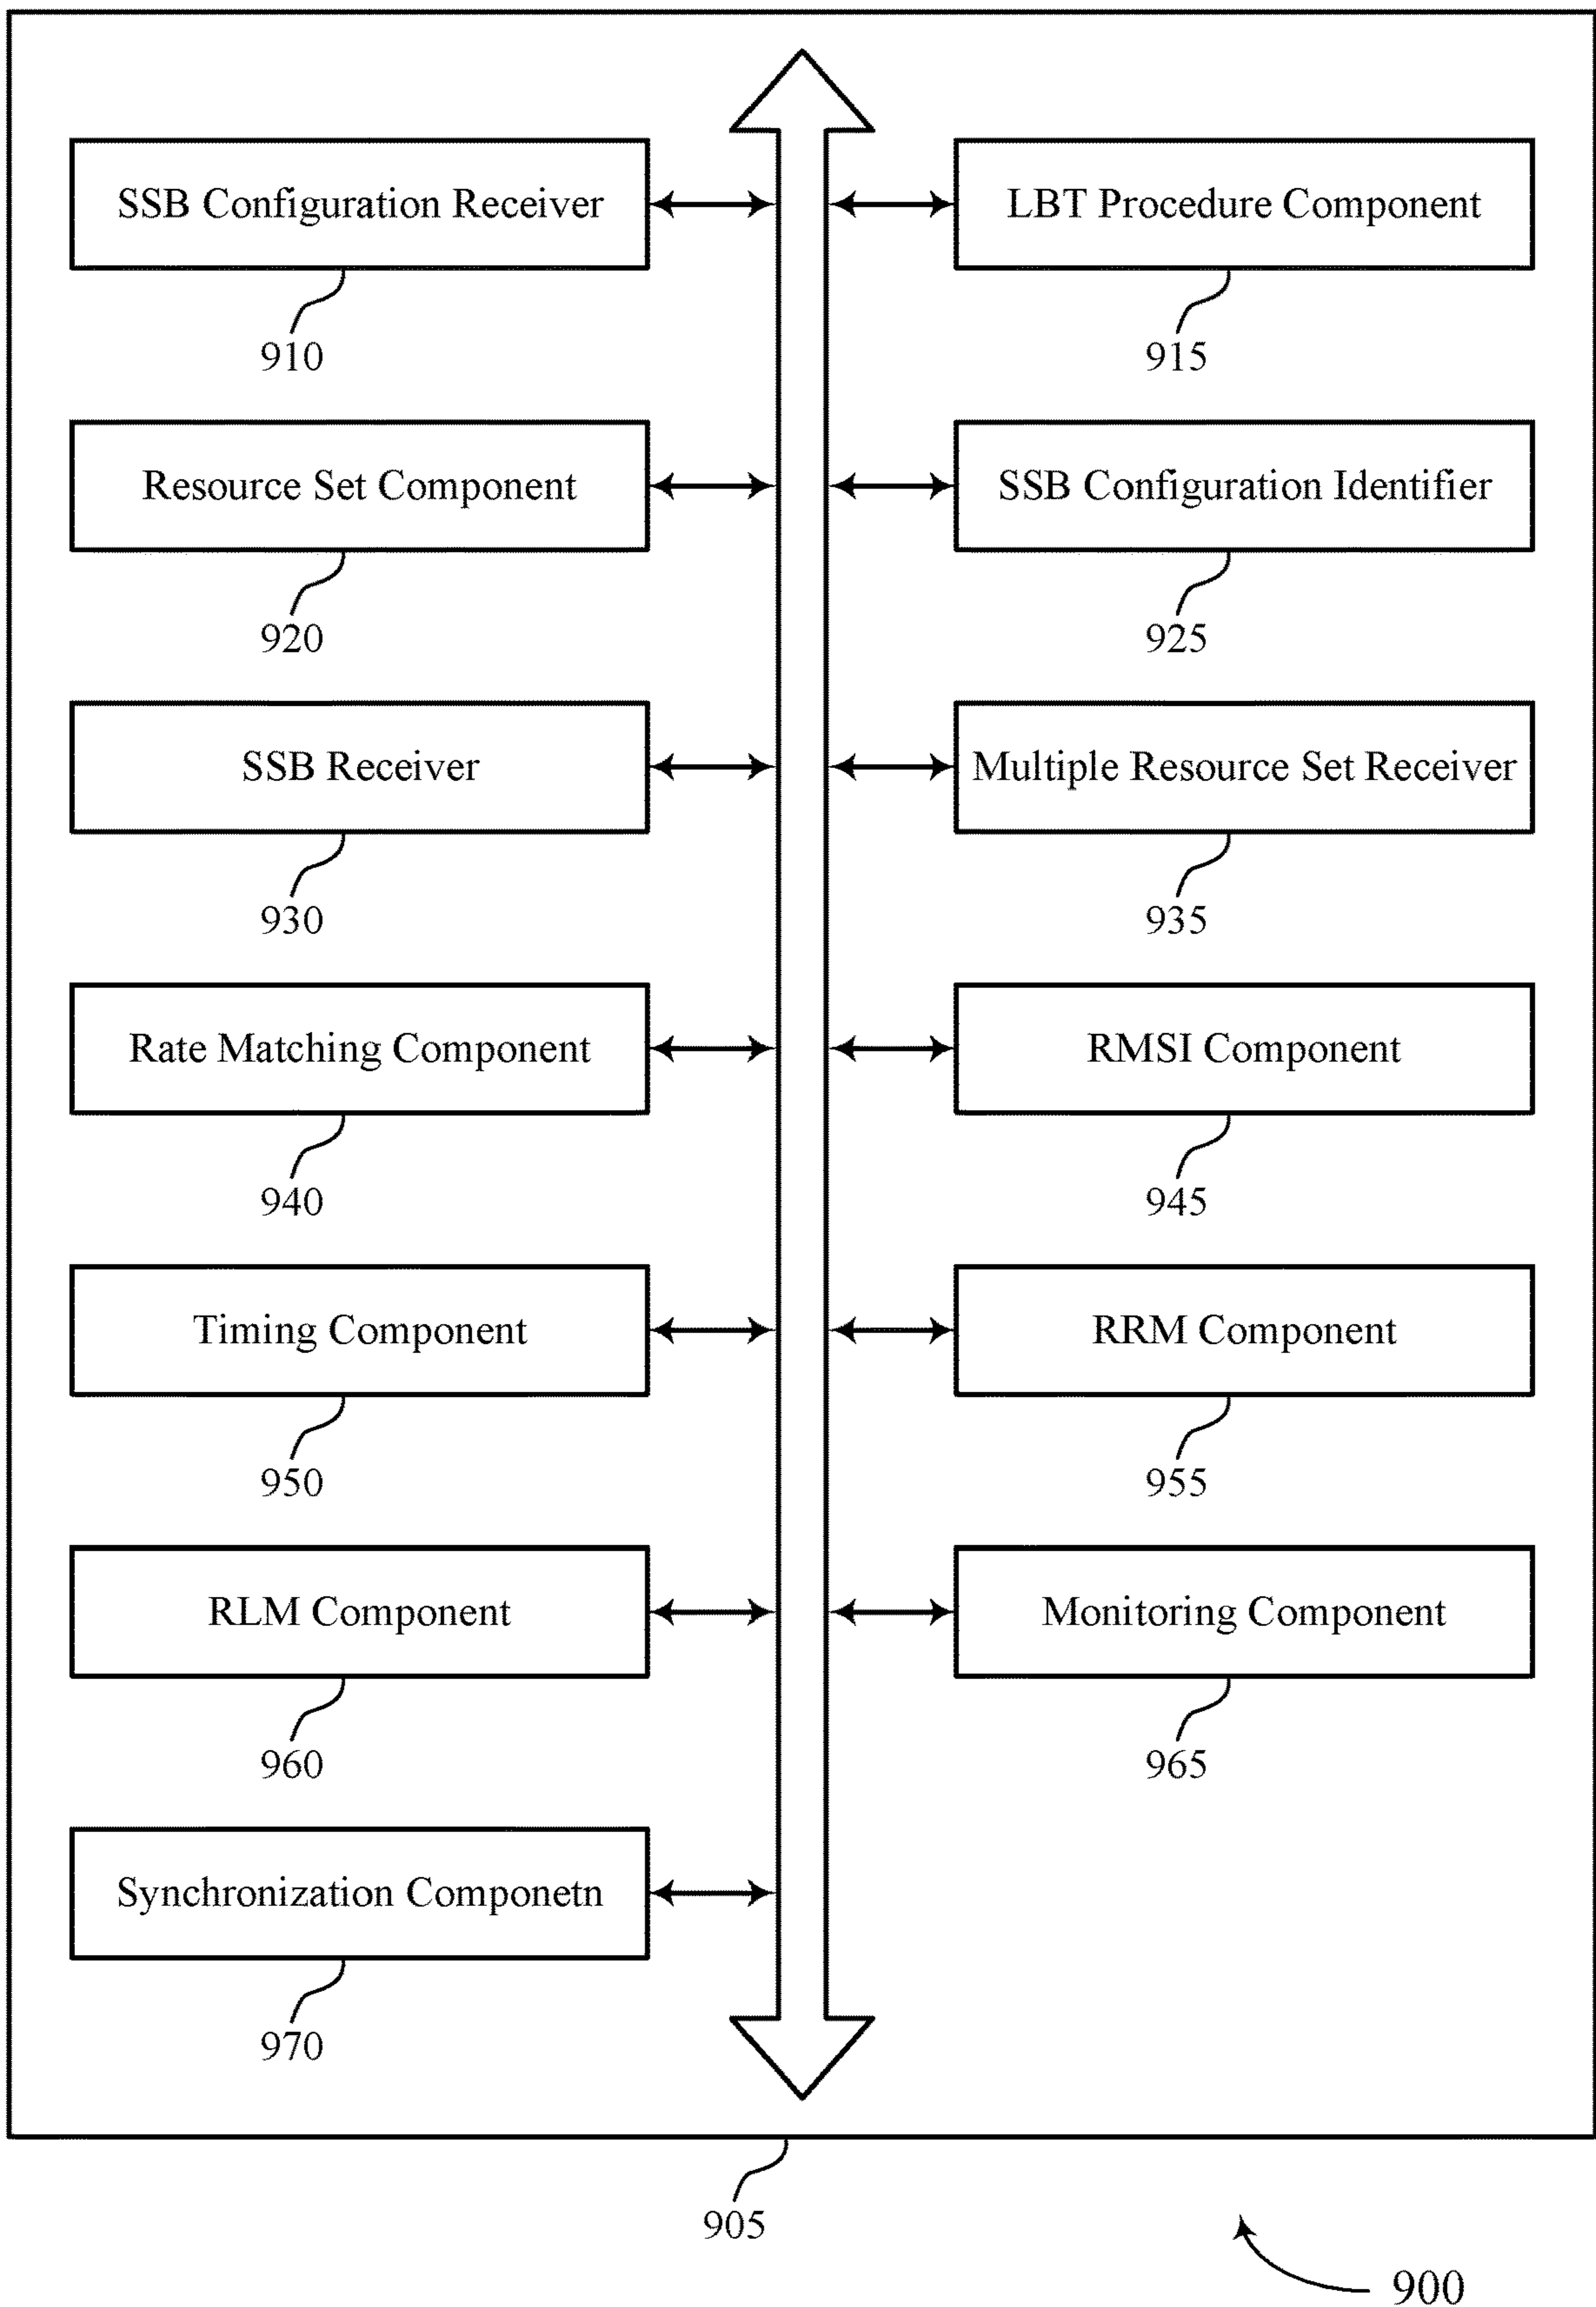 SSB Configuration Receiver
LBT Procedure Component
910
915
Resource Set Component
SSB Configuration Identifier
920
925
SSB Receiver
Multiple Resource Set Receiver
930
935
Rate Matching Component
RMSI Component
940
945
Timing Component
RRM Component
950
955
RLM Component
Monitoring Component
960
965
Synchronization Componetn
970
905
900